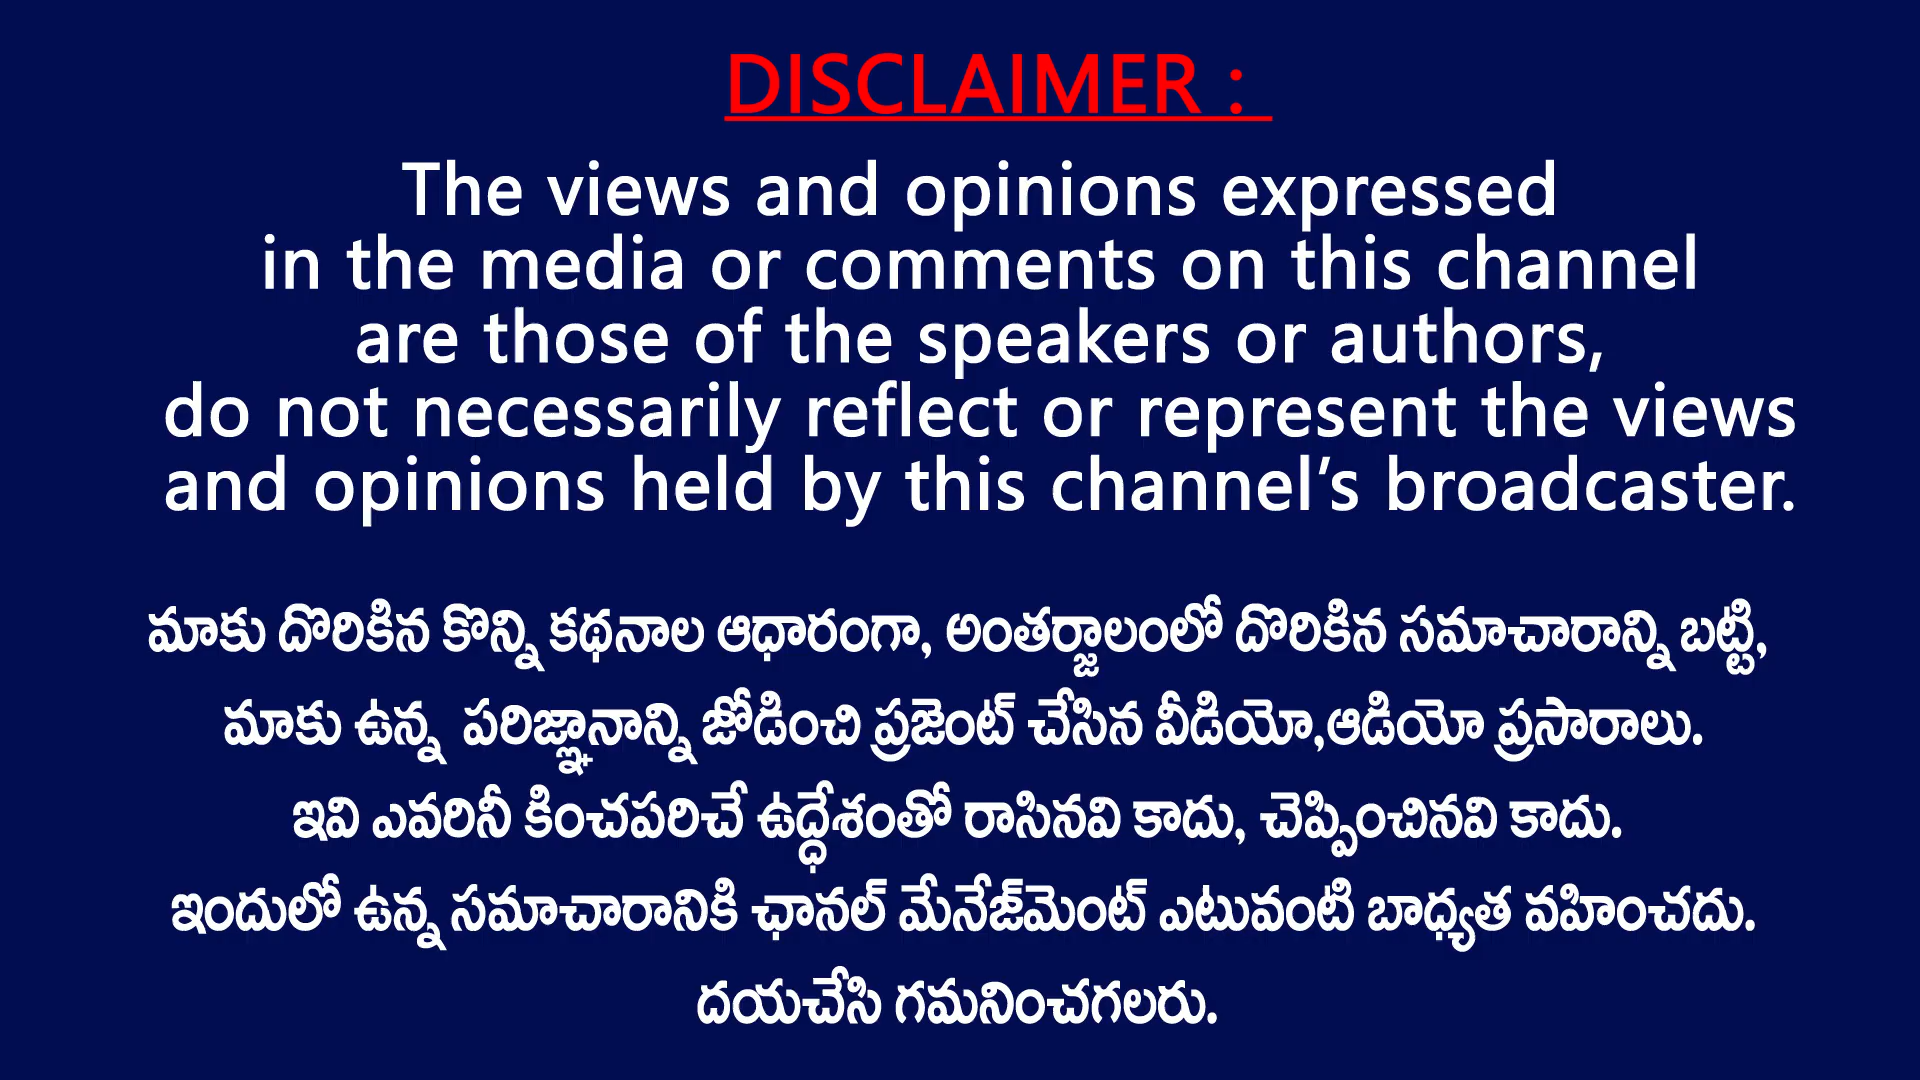 DISCLAIMER :
The views and opinions expressed
in the media or comments on this channel
are those of the speakers or authors,
do not necessarily reflect or represent the views
and opinions held by this channel’s broadcaster.
మాకు దొరికిన కొన్ని కథనాల ఆధారంగా, అంతర్జాలంలో దొరికిన సమాచారాన్ని బట్టి,
మాకు ఉన్న పరిజ్ఞానాన్ని జోడించి ప్రజెంట్ చేసిన వీడియో,ఆడియో ప్రసారాలు.
ఇవి ఎవరినీ కించపరిచే ఉద్ధేశంతో రాసినవి కాదు, చెప్పించినవి కాదు.
ఇందులో ఉన్న సమాచారానికి ఛానల్ మేనేజ్‌మెంట్ ఎటువంటి బాధ్యత వహించదు.
దయచేసి గమనించగలరు.